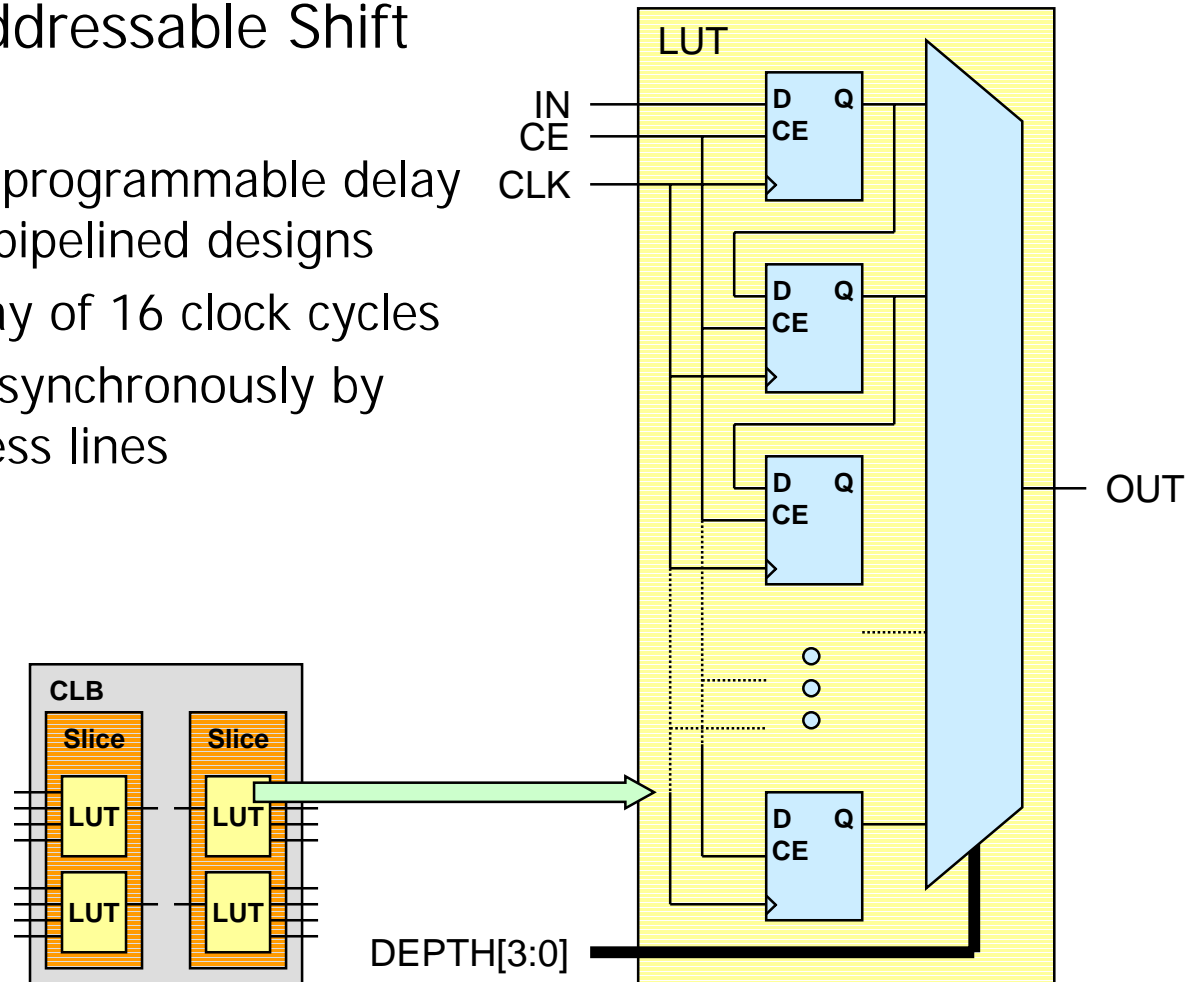 ddressable Shift
programmable delay
pipelined designs
ay of 16 clock cycles
synchronously by
ess lines
LUT
IN
CE
CLK
D Q
CE
D Q
CE
D Q
CE
D Q
CE
OUT
DEPTH[3:0]
CLB
Slice Slice
LUT LUT
LUT LUT